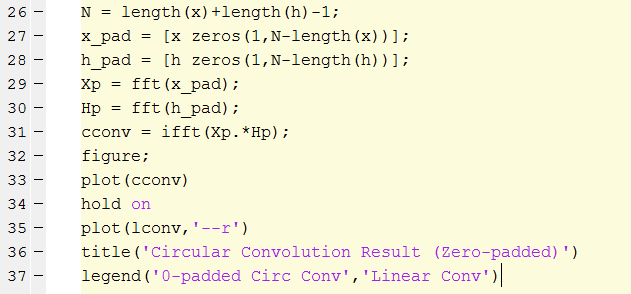 26 – N = length(x)+length(h)-1;
27 – x_pad = [x zeros(1,N-length(x))];
28 – h_pad = [h zeros(1,N-length(h))];
29 – Xp = fft(x_pad);
30 – Hp = fft(h_pad);
31 – cconv = ifft(Xp.*Hp);
32 – figure;
33 – plot(cconv)
34 – hold on
35 – plot(lconv,'--r')
36 – title('Circular Convolution Result (Zero-padded)')
37 – legend('0-padded Circ Conv','Linear Conv')